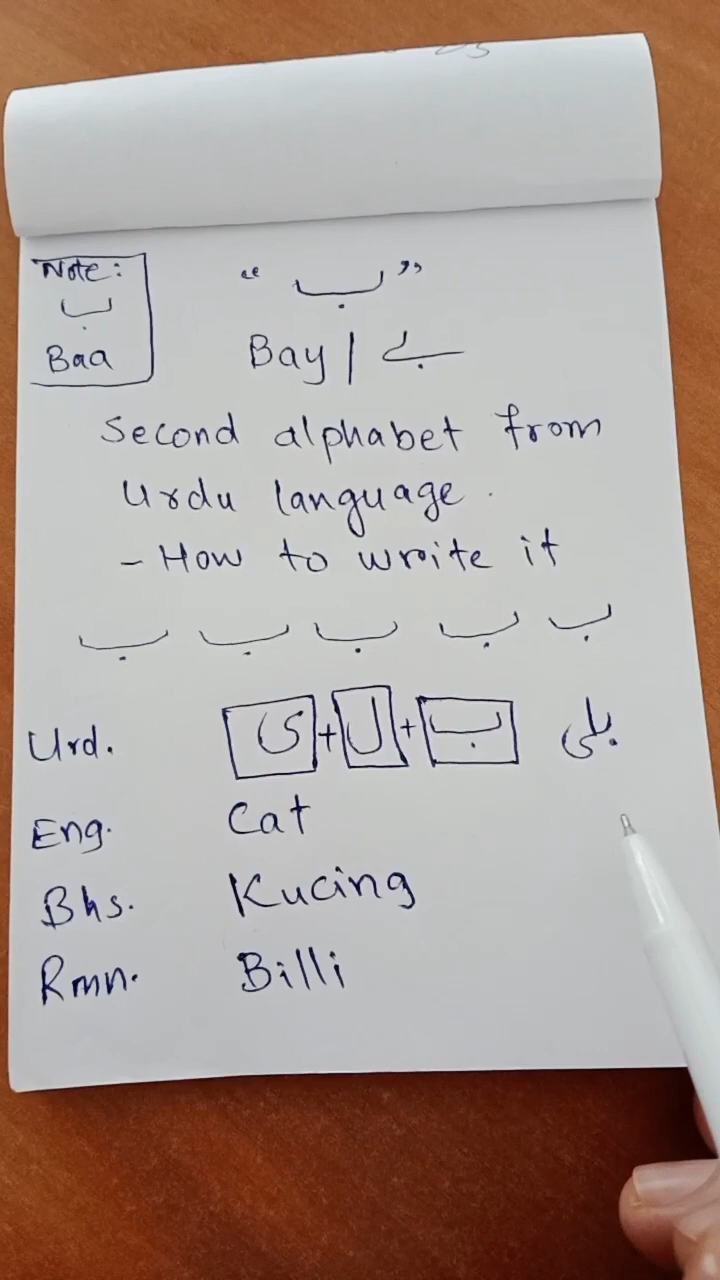 Note:
ب
Baa
“ ب ”
Bay | بے
Second alphabet from
Urdu language.
- How to write it
ب ب ب ب ب
Urd. ی + ل + ب بلی
Eng. Cat
Bhs. Kucing
Rmn. Billi